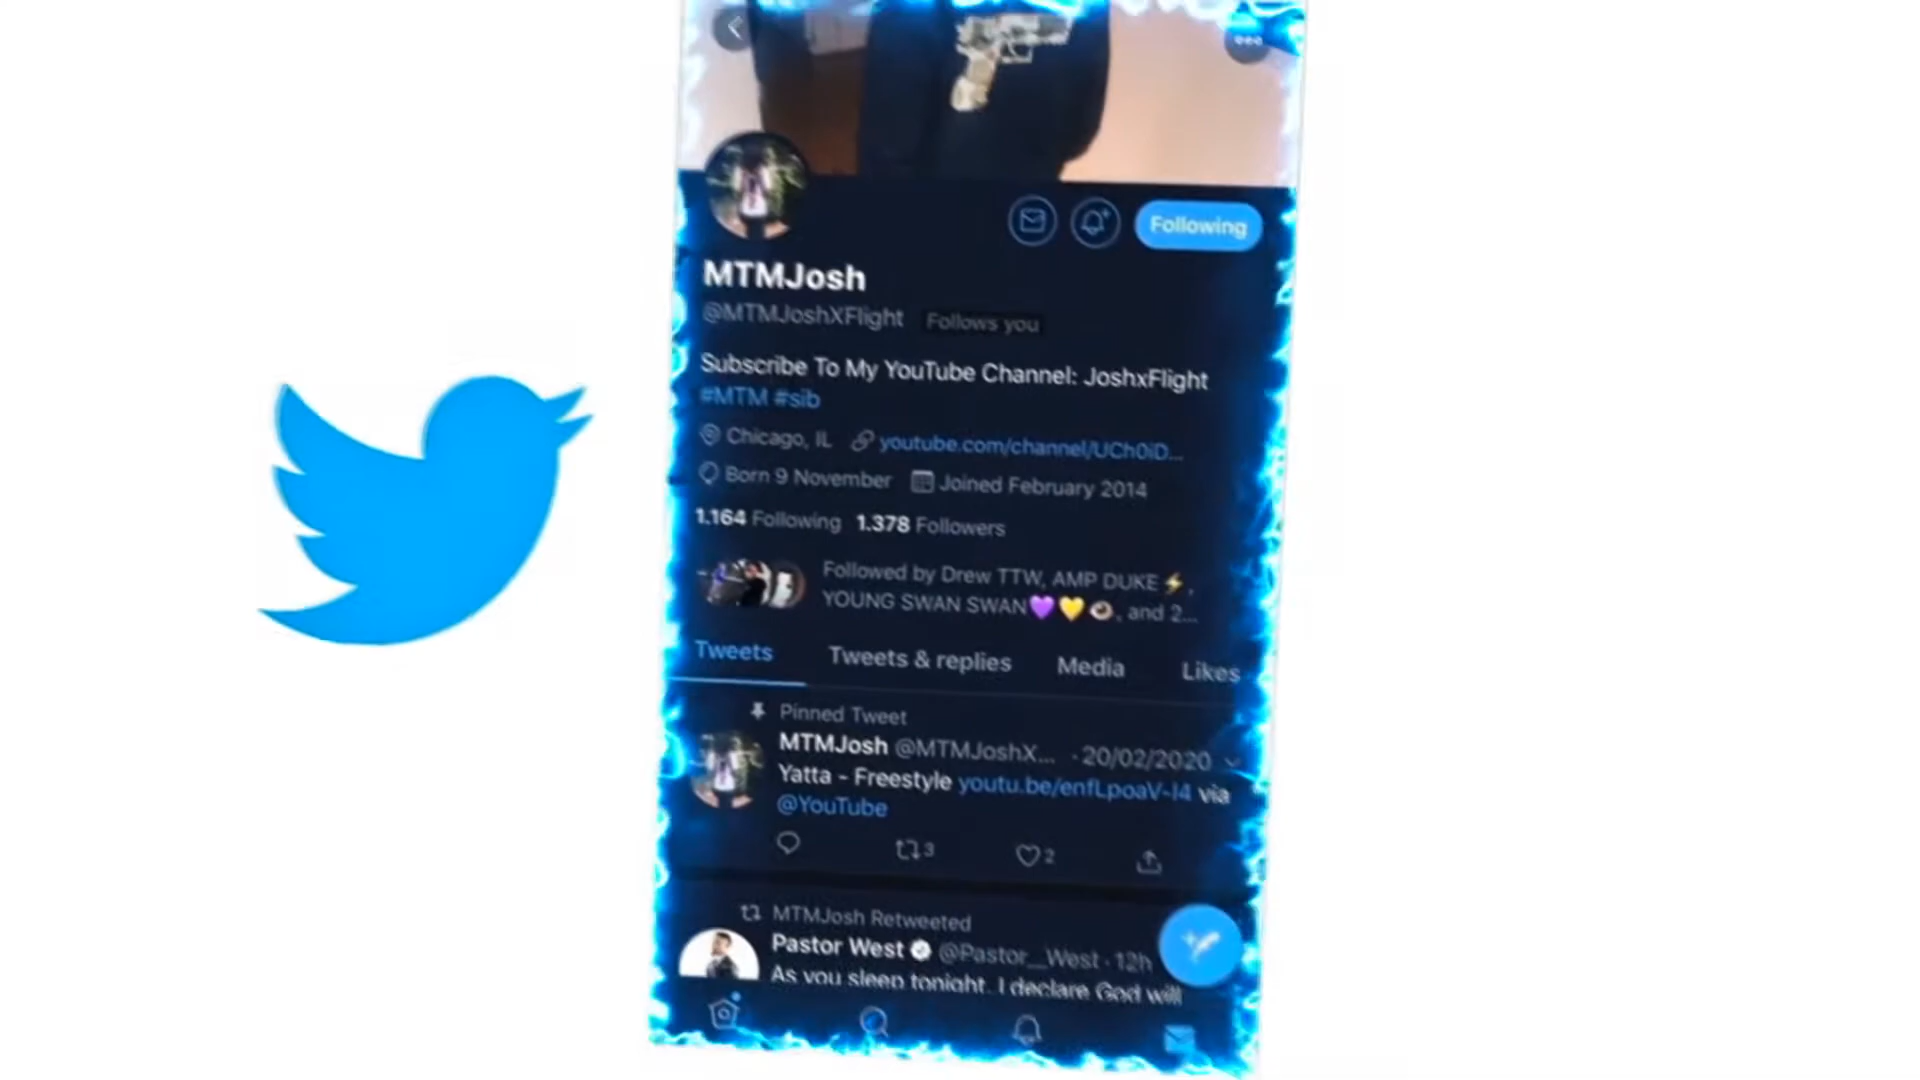 Following
MTMJosh
@MTMJoshXFlight Follows you
Subscribe To My YouTube Channel: JoshxFlight
#MTM #sib
Chicago, IL youtube.com/channel/UCh0iD...
Born 9 November Joined February 2014
1.164 Following 1.378 Followers
Followed by Drew TTW, AMP DUKE⚡,
YOUNG SWAN SWAN💜💛👁, and 2...
Tweets Tweets & replies Media Likes
Pinned Tweet
MTMJosh @MTMJoshX... · 20/02/2020
Yatta - Freestyle youtu.be/enfLpoaV-I4 via
@YouTube
3 2
MTMJosh Retweeted
Pastor West @Pastor__West · 12h
As you sleep tonight, I declare God will